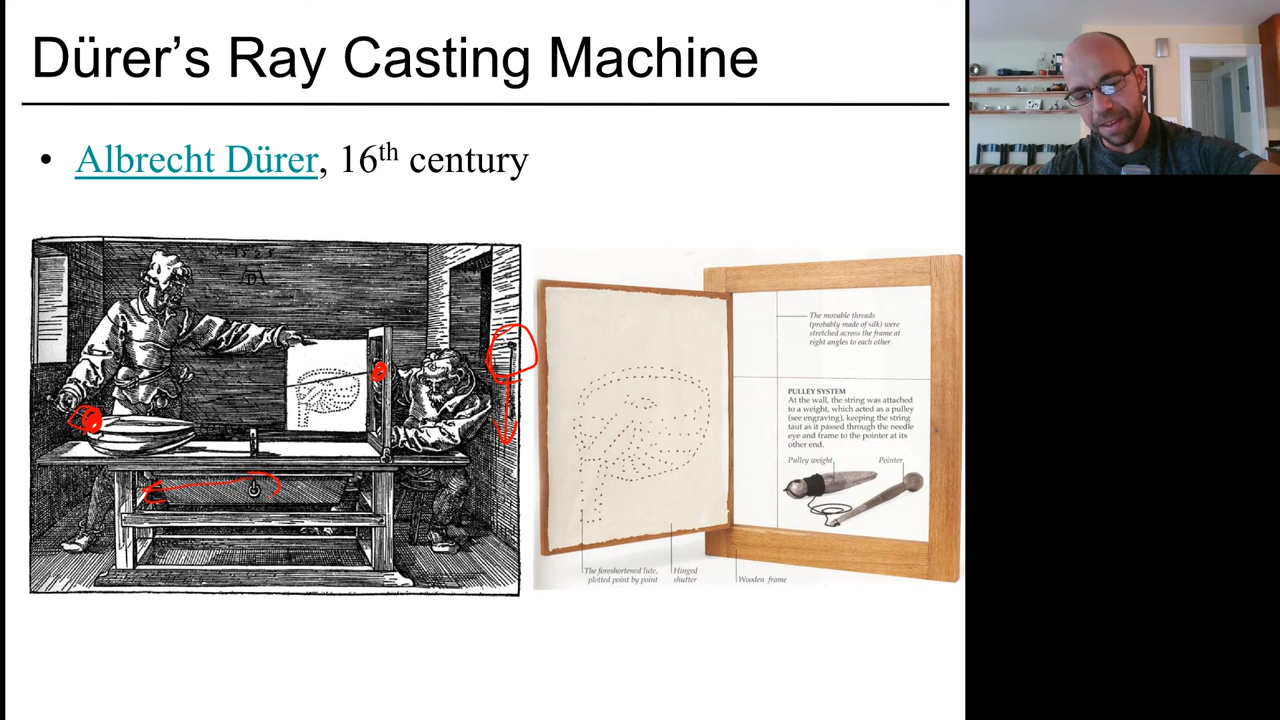 Dürer’s Ray Casting Machine
• Albrecht Dürer, 16th century
1525
AD
The movable threads
(probably made of silk) were
stretched across the frame at
right angles to each other
PULLEY SYSTEM
At the wall, the string was attached
to a weight, which acted as a pulley
(see engraving), keeping the string
taut as it passed through the needle
eye and frame to the pointer at its
other end.
Pulley weight
Pointer
The foreshortened lute,
plotted point by point
Hinged
shutter
Wooden frame